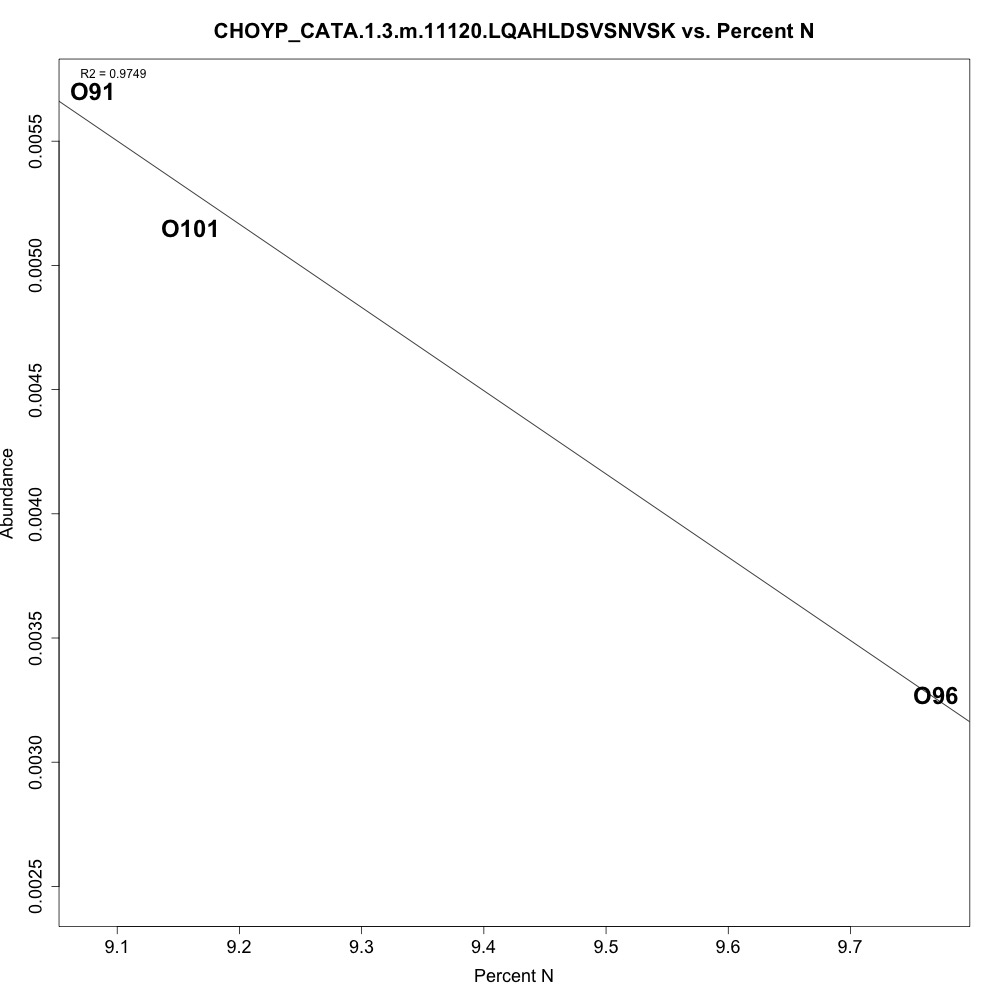 CHOYP_CATA.1.3.m.11120.LQAHLDSVSNVSK vs. Percent N
R2 = 0.9749
O91
O101
O96
Abundance
0.0055
0.0050
0.0045
0.0040
0.0035
0.0030
0.0025
9.1 9.2 9.3 9.4 9.5 9.6 9.7
Percent N